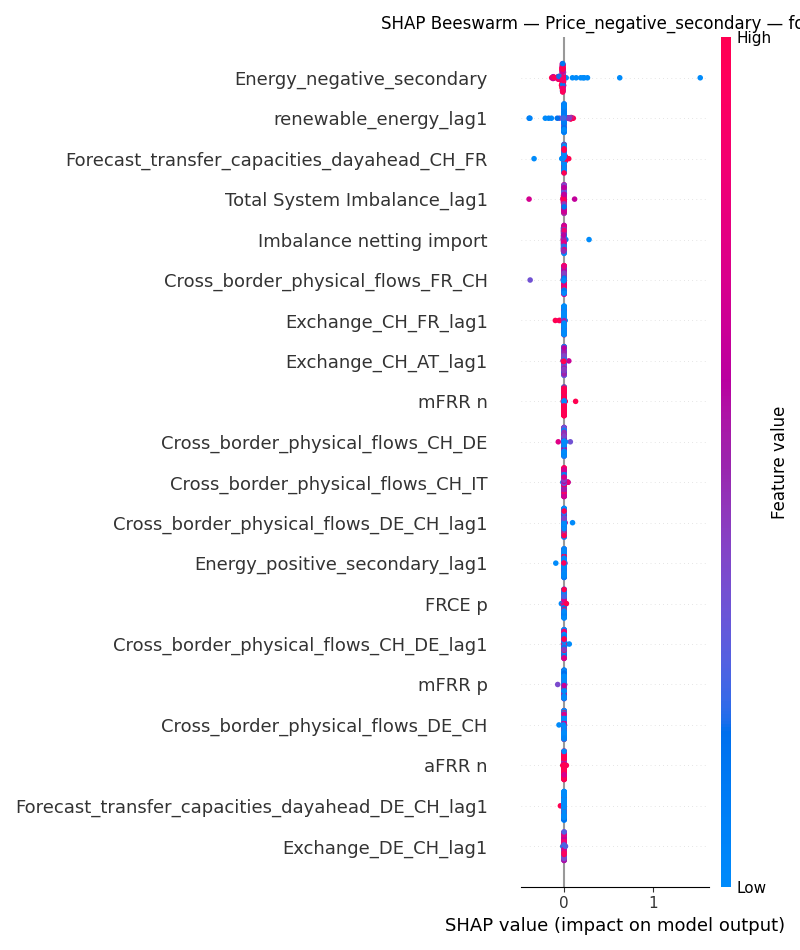 SHAP Beeswarm — Price_negative_secondary — fo
High
Energy_negative_secondary
renewable_energy_lag1
Forecast_transfer_capacities_dayahead_CH_FR
Total System Imbalance_lag1
Imbalance netting import
Cross_border_physical_flows_FR_CH
Exchange_CH_FR_lag1
Exchange_CH_AT_lag1
mFRR n
Cross_border_physical_flows_CH_DE
Cross_border_physical_flows_CH_IT
Cross_border_physical_flows_DE_CH_lag1
Energy_positive_secondary_lag1
FRCE p
Cross_border_physical_flows_CH_DE_lag1
mFRR p
Cross_border_physical_flows_DE_CH
aFRR n
Forecast_transfer_capacities_dayahead_DE_CH_lag1
Exchange_DE_CH_lag1
Feature value
Low
0 1
SHAP value (impact on model output)